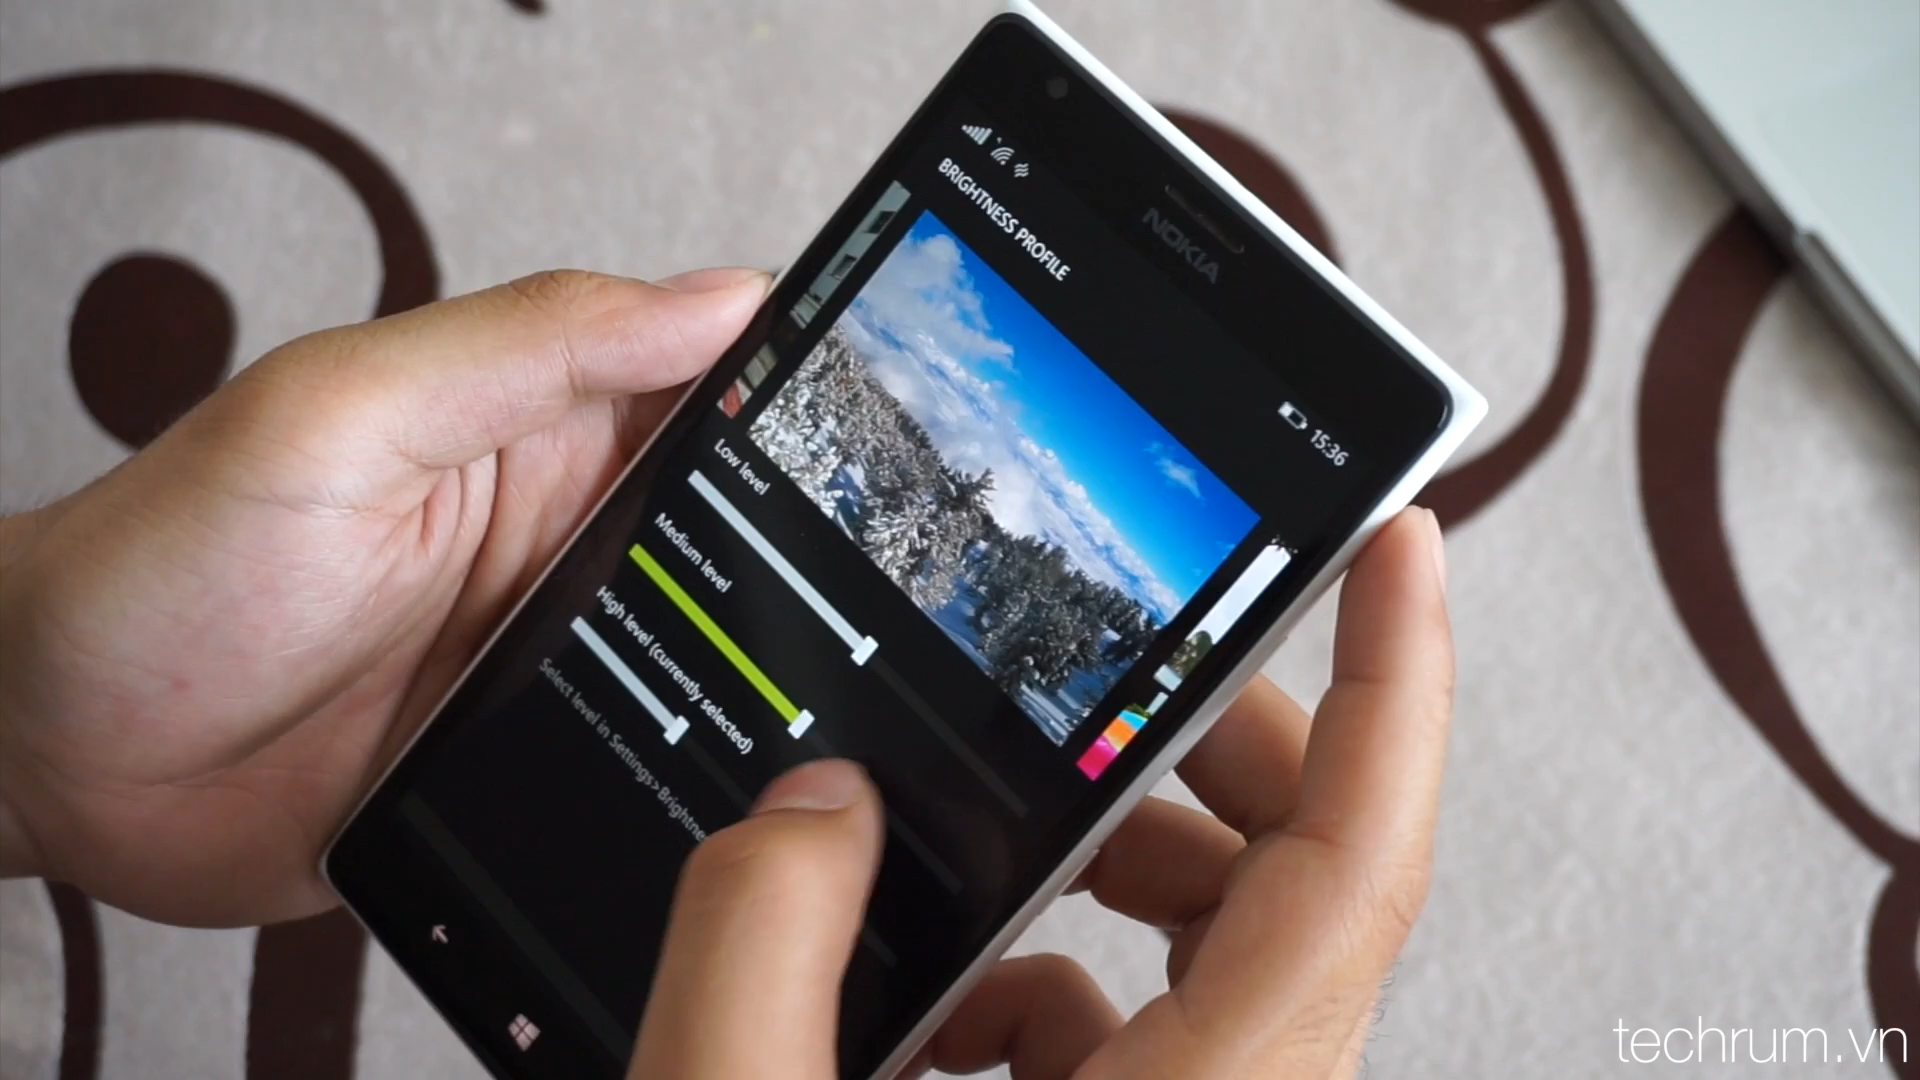 NOKIA
15:36
BRIGHTNESS PROFILE
Low level
Medium level
High level (currently selected)
Select level in Settings>Brightne
techrum.vn